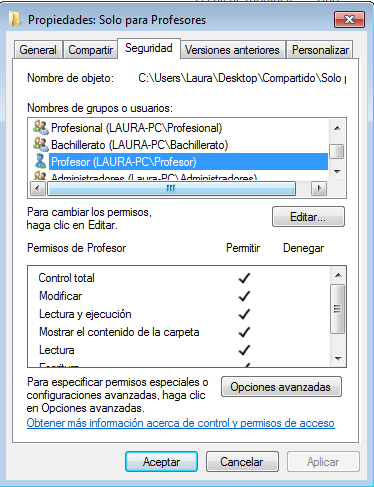 Propiedades: Solo para Profesores
General Compartir Seguridad Versiones anteriores Personalizar
Nombre de objeto: C:\Users\Laura\Desktop\Compartido\Solo
Nombres de grupos o usuarios:
Profesional (LAURA-PC\Profesional)
Bachillerato (LAURA-PC\Bachillerato)
Profesor (LAURA-PC\Profesor)
Administradores (LAURA-PC\Administradores)
Para cambiar los permisos,
haga clic en Editar.
Editar...
Permisos de Profesor Permitir Denegar
Control total
Modificar
Lectura y ejecución
Mostrar el contenido de la carpeta
Lectura
Escritura
Para especificar permisos especiales o
configuraciones avanzadas, haga clic
en Opciones avanzadas.
Opciones avanzadas
Obtener más información acerca de control y permisos de acceso
Aceptar Cancelar Aplicar